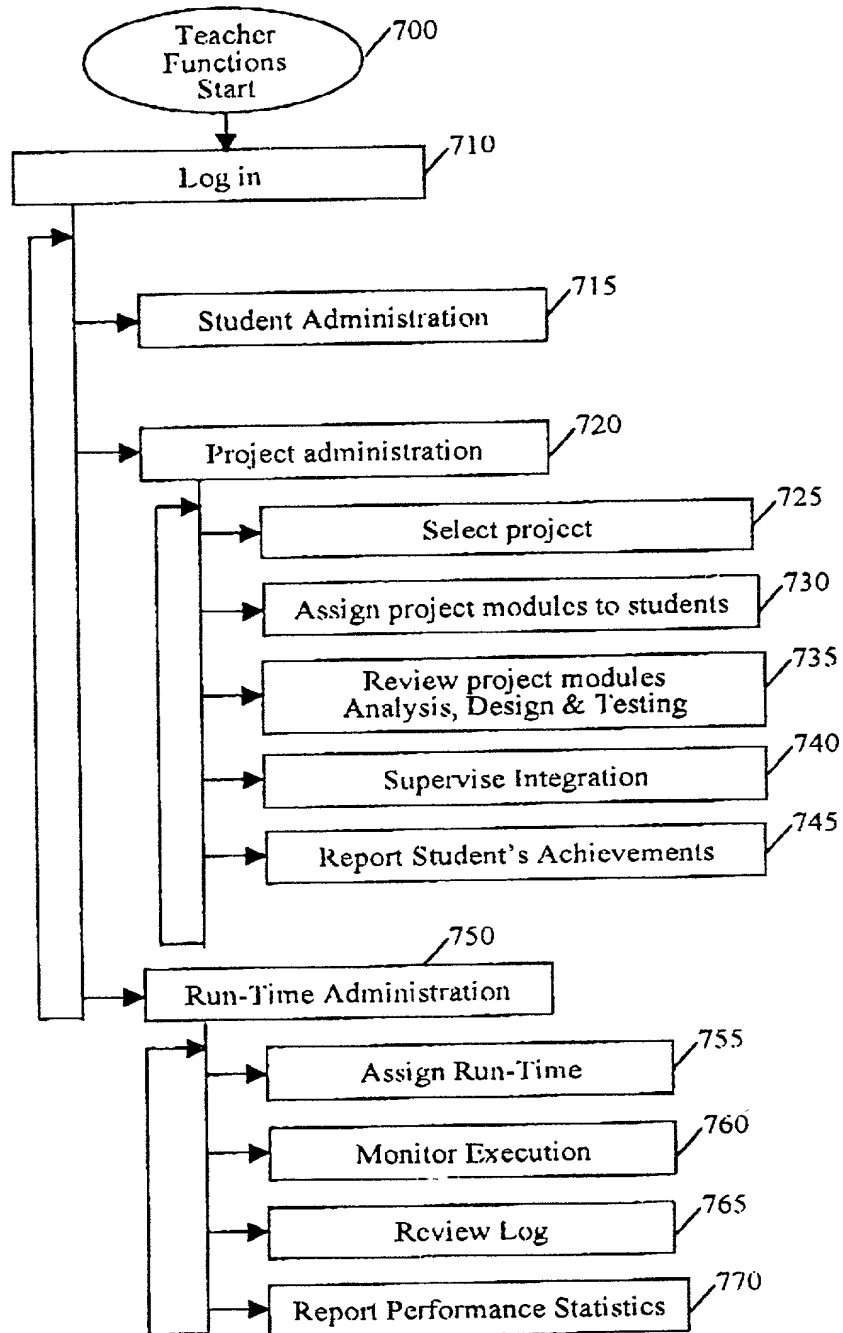 Teacher
Functions
Start
700
710
Log in
715
Student Administration
720
Project administration
725
Select project
730
Assign project modules to students
735
Review project modules
Analysis, Design & Testing
740
Supervise Integration
745
Report Student's Achievements
750
Run-Time Administration
755
Assign Run-Time
760
Monitor Execution
765
Review Log
770
Report Performance Statistics